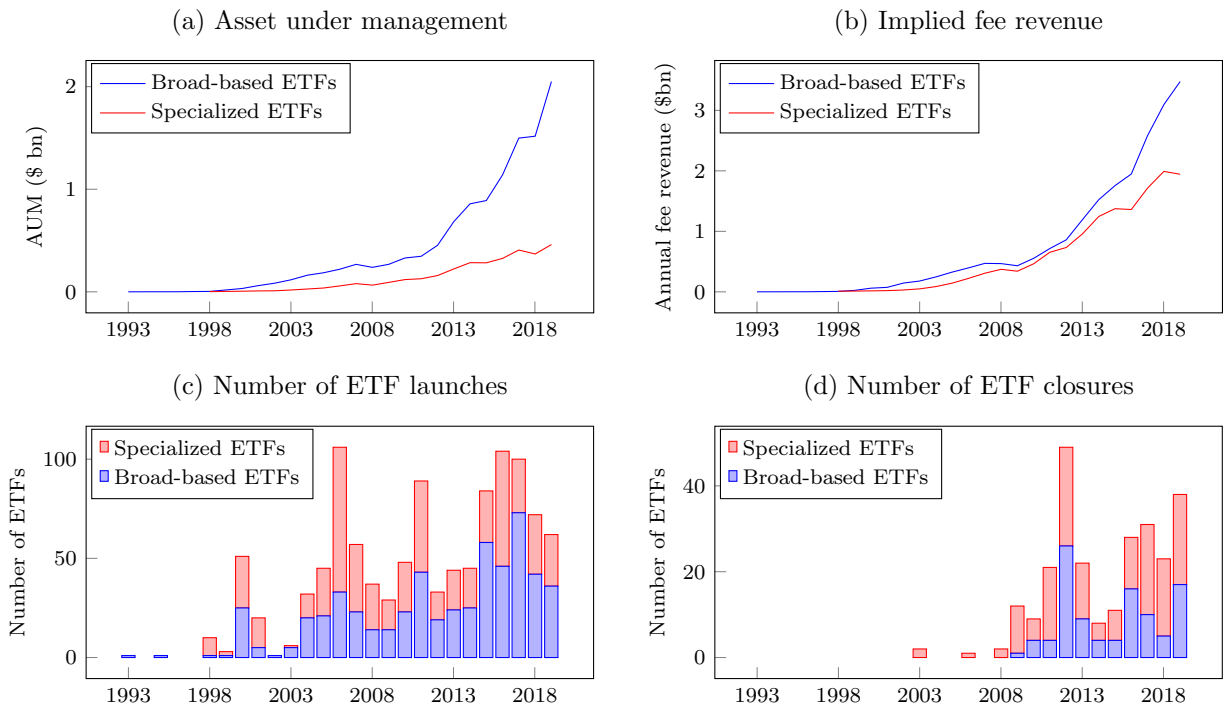 (a) Asset under management
Broad-based ETFs
Specialized ETFs
AUM ($ bn)
2
1
0
1993 1998 2003 2008 2013 2018
(b) Implied fee revenue
Broad-based ETFs
Specialized ETFs
Annual fee revenue ($bn)
3
2
1
0
1993 1998 2003 2008 2013 2018
(c) Number of ETF launches
Specialized ETFs
Broad-based ETFs
Number of ETFs
100
50
0
1993 1998 2003 2008 2013 2018
(d) Number of ETF closures
Specialized ETFs
Broad-based ETFs
Number of ETFs
40
20
0
1993 1998 2003 2008 2013 2018